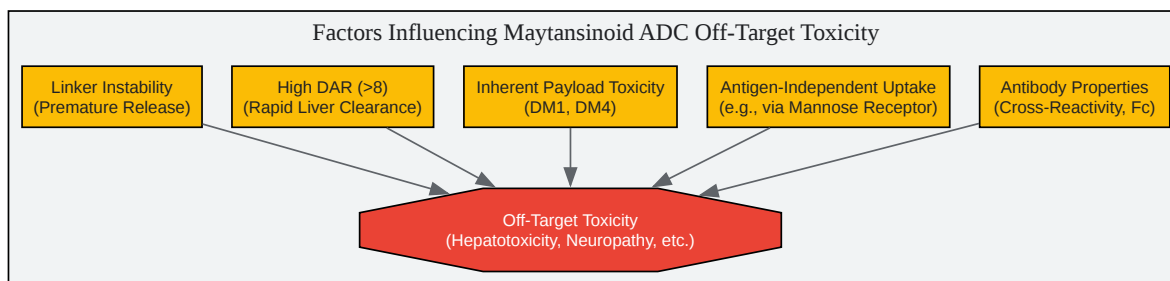 Factors Influencing Maytansinoid ADC Off-Target Toxicity
Linker Instability
(Premature Release)
High DAR (>8)
(Rapid Liver Clearance)
Inherent Payload Toxicity
(DM1, DM4)
Antigen-Independent Uptake
(e.g., via Mannose Receptor)
Antibody Properties
(Cross-Reactivity, Fc)
Off-Target Toxicity
(Hepatotoxicity, Neuropathy, etc.)